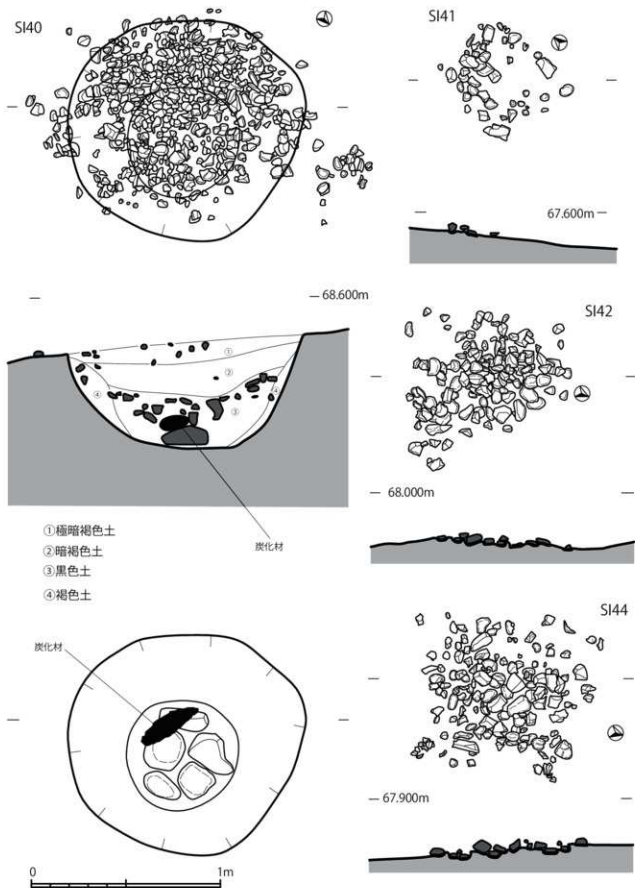 SI40
SI41
67.600m
68.600m
①
②
③
④
④
SI42
68.000m
炭化材
①極暗褐色土
②暗褐色土
③黒色土
④褐色土
SI44
炭化材
67.900m
0
1m